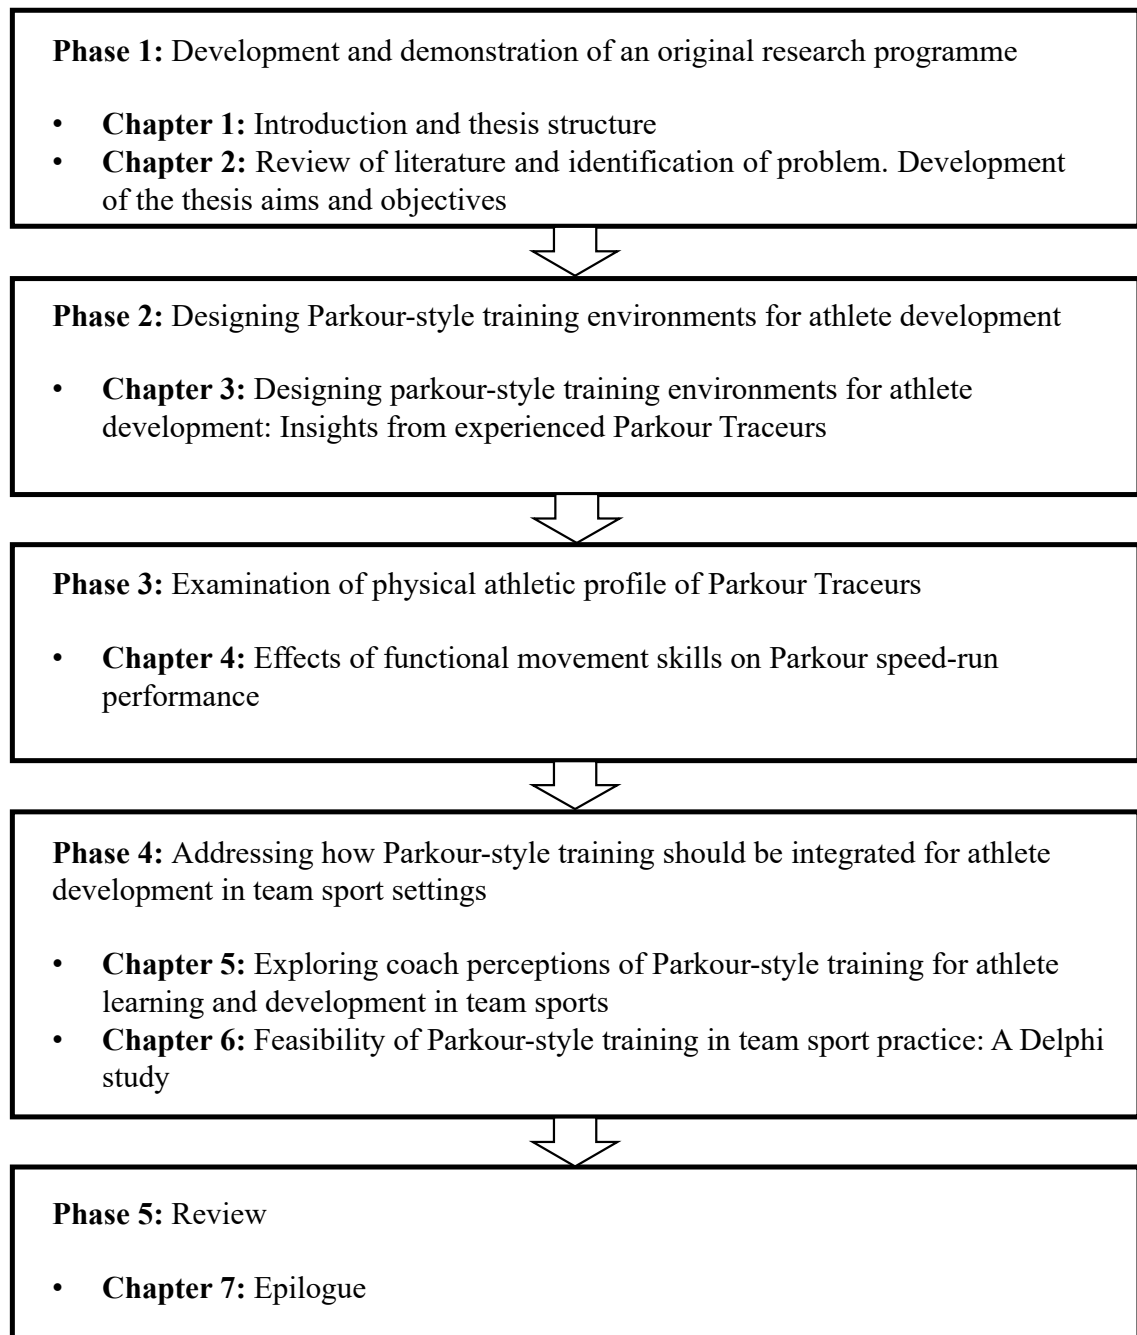 Phase 1: Development and demonstration of an original research programme
• Chapter 1: Introduction and thesis structure
• Chapter 2: Review of literature and identification of problem. Development
of the thesis aims and objectives
Phase 2: Designing Parkour-style training environments for athlete development
• Chapter 3: Designing parkour-style training environments for athlete
development: Insights from experienced Parkour Traceurs
Phase 3: Examination of physical athletic profile of Parkour Traceurs
• Chapter 4: Effects of functional movement skills on Parkour speed-run
performance
Phase 4: Addressing how Parkour-style training should be integrated for athlete
development in team sport settings
• Chapter 5: Exploring coach perceptions of Parkour-style training for athlete
learning and development in team sports
• Chapter 6: Feasibility of Parkour-style training in team sport practice: A Delphi
study
Phase 5: Review
• Chapter 7: Epilogue